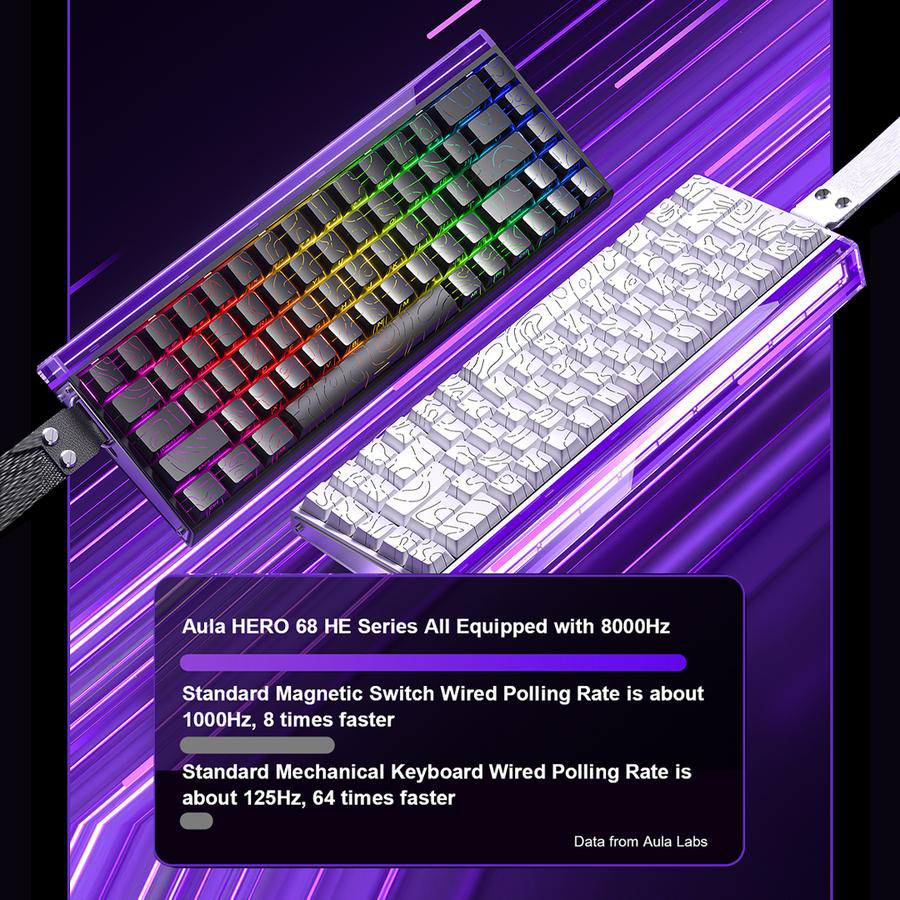 Aula HERO 68 HE Series All Equipped with 8000Hz
Standard Magnetic Switch Wired Polling Rate is about
1000Hz, 8 times faster
Standard Mechanical Keyboard Wired Polling Rate is
about 125Hz, 64 times faster
Data from Aula Labs